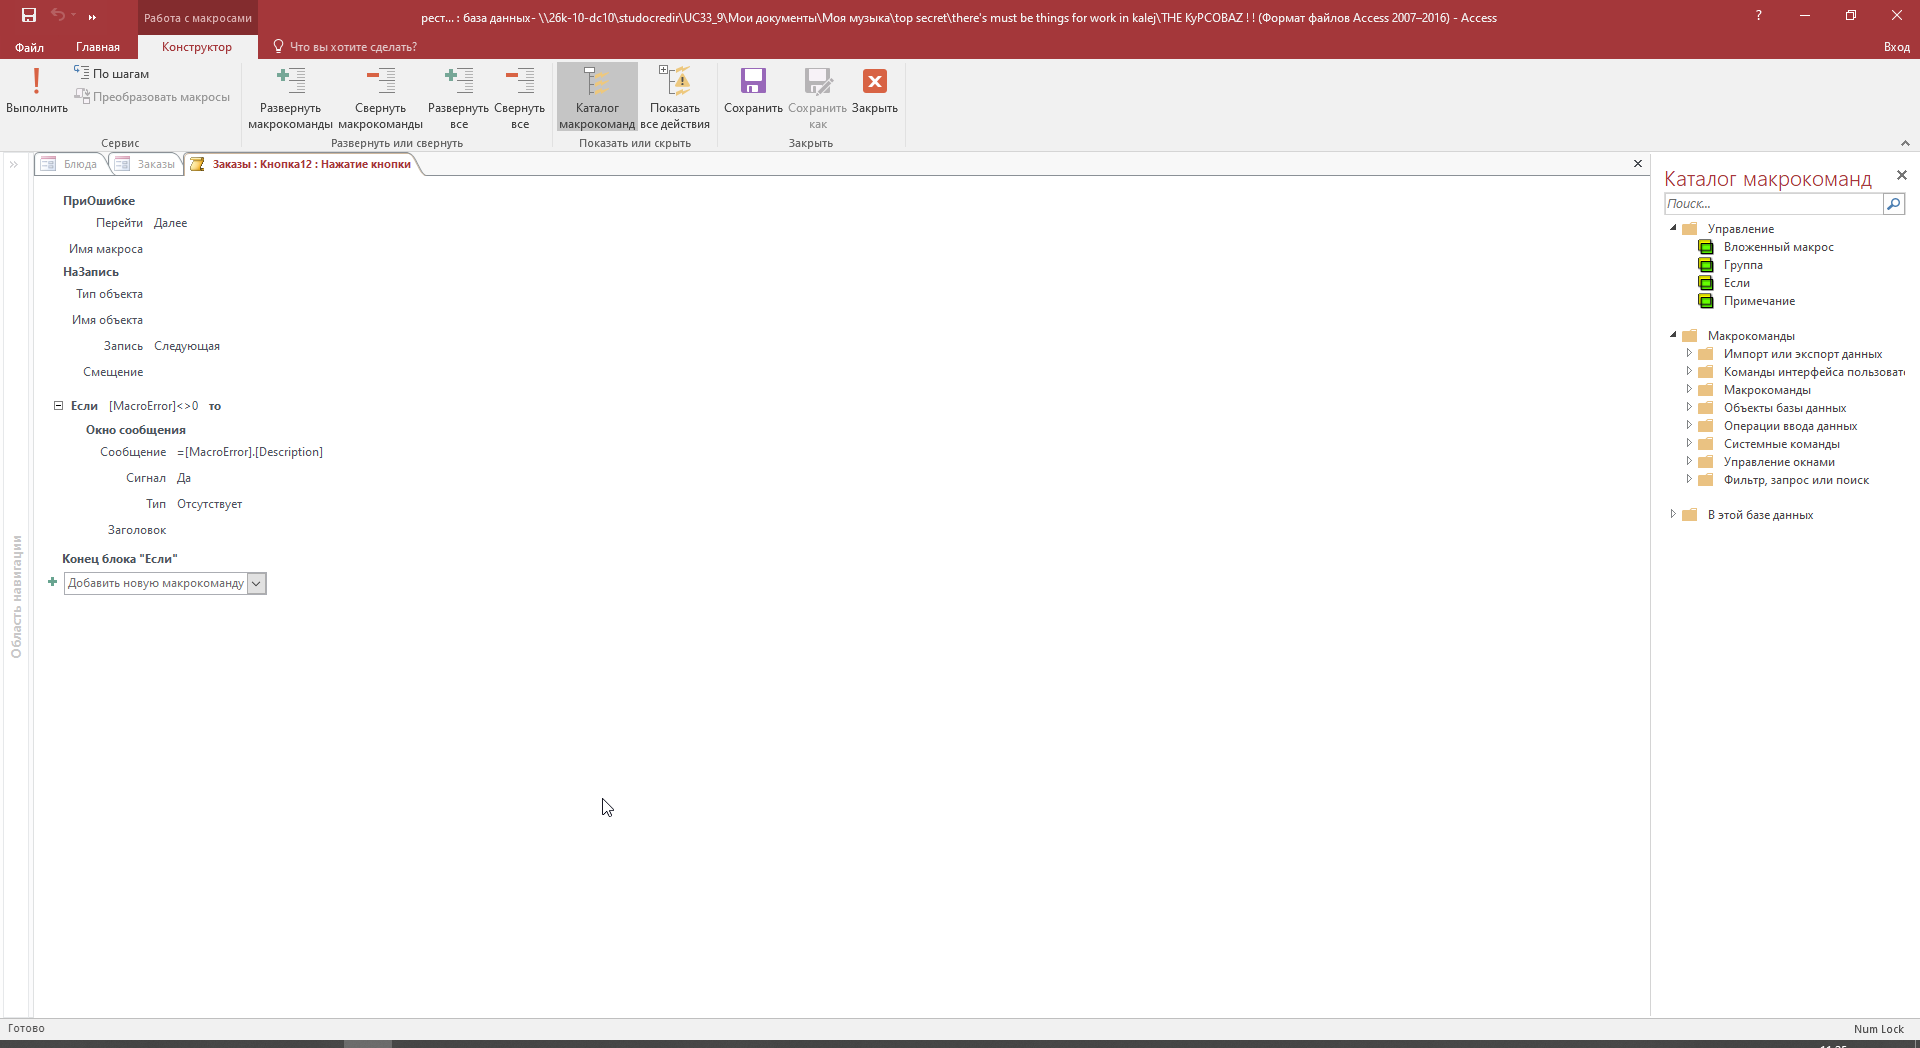 Работа с макросами
рест... : база данных- \\26k-10-dc10\studocredir\UC33_9\Мои документы\Моя музыка\top secret\there's must be things for work in kalej\THE КуРСОВАZ ! ! (Формат файлов Access 2007–2016) - Access
?
Файл
Главная
Конструктор
Что вы хотите сделать?
Вход
Выполнить
По шагам
Преобразовать макросы
Сервис
Развернуть макрокоманды
Свернуть макрокоманды
Развернуть все
Свернуть все
Развернуть или свернуть
Каталог макрокоманд
Показать все действия
Показать или скрыть
Сохранить
Сохранить как
Закрыть
Закрыть
Блюда
Заказы
Заказы : Кнопка12 : Нажатие кнопки
Область навигации
ПриОшибке
Перейти Далее
Имя макроса
НаЗапись
Тип объекта
Имя объекта
Запись Следующая
Смещение
Если [MacroError]<>0 то
Окно сообщения
Сообщение =[MacroError].[Description]
Сигнал Да
Тип Отсутствует
Заголовок
Конец блока "Если"
Добавить новую макрокоманду
Каталог макрокоманд
Поиск...
Управление
Вложенный макрос
Группа
Если
Примечание
Макрокоманды
Импорт или экспорт данных
Команды интерфейса пользовате
Макрокоманды
Объекты базы данных
Операции ввода данных
Системные команды
Управление окнами
Фильтр, запрос или поиск
В этой базе данных
Готово
Num Lock